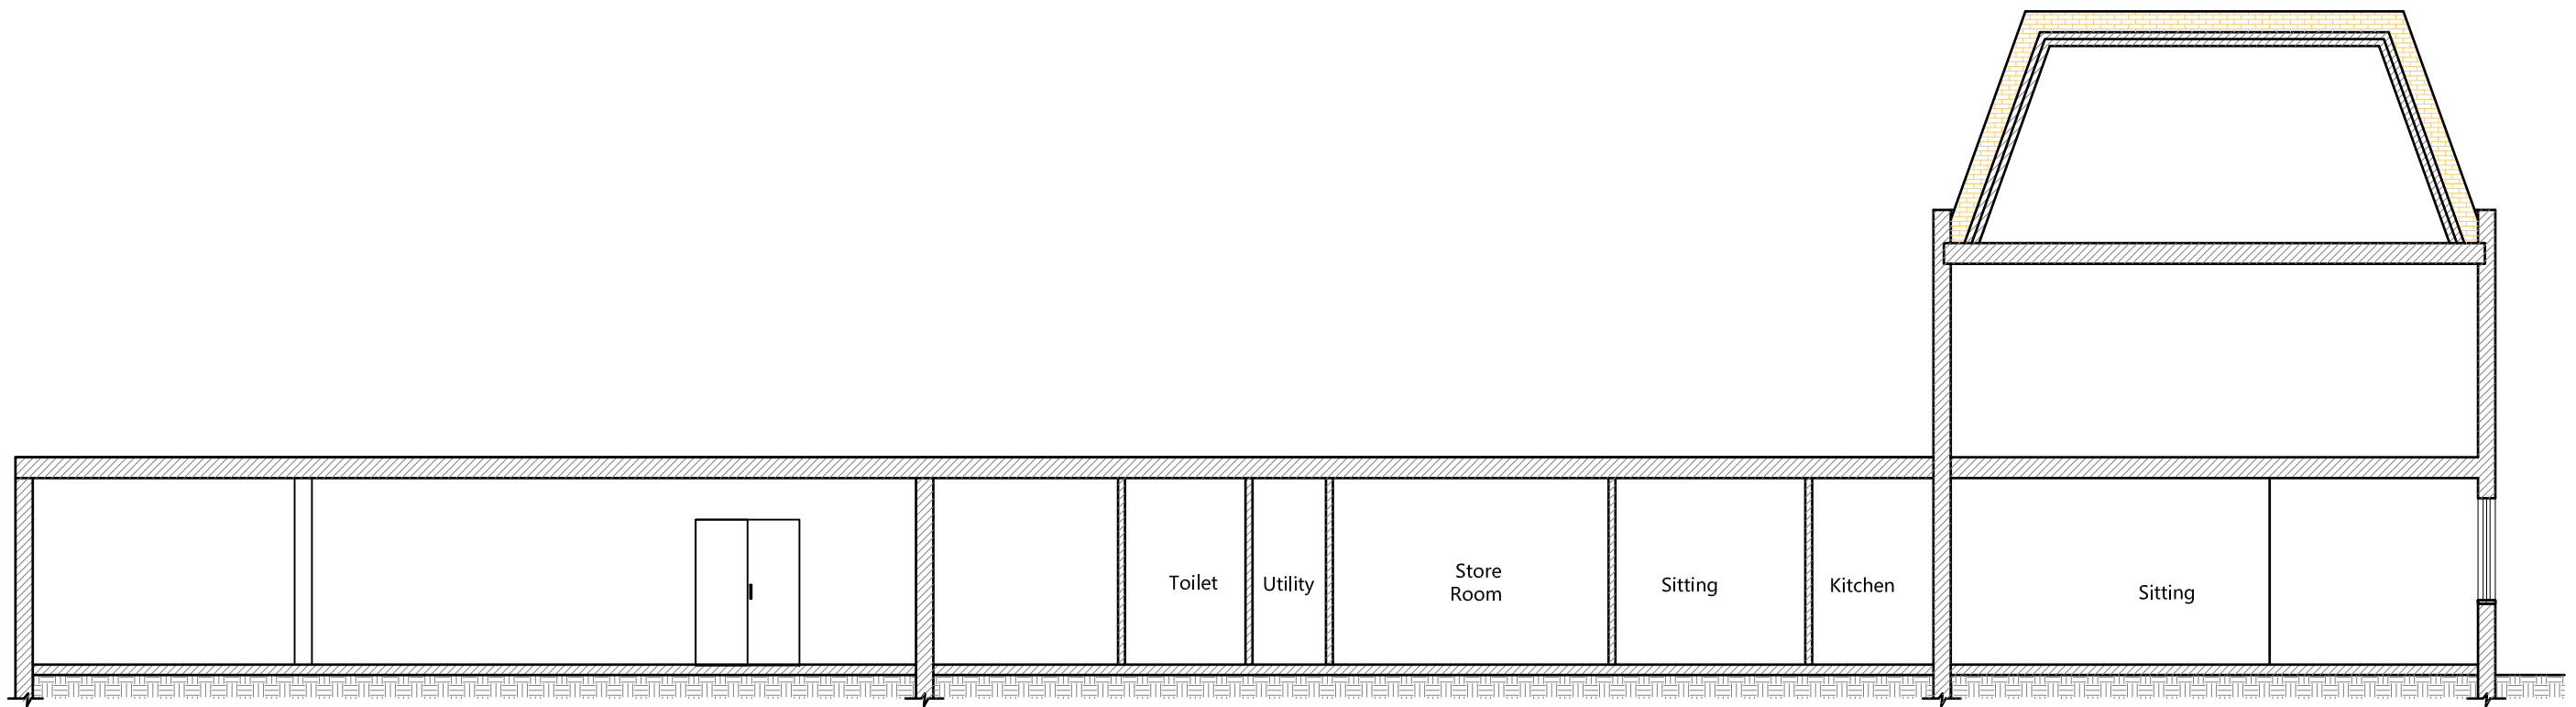 Toilet
Utility
Store
Room
Sitting
Kitchen
Sitting